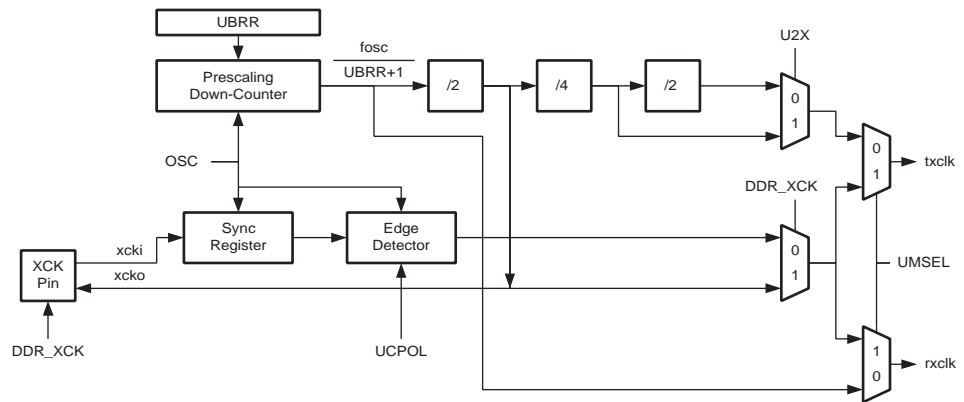 UBRR
U2X
fosc
UBRR+1
Prescaling
Down-Counter
/2
/4
/2
0
1
OSC
0
1
txclk
DDR_XCK
Sync
Register
Edge
Detector
xcki
0
1
UMSEL
XCK
Pin
xcko
DDR_XCK
UCPOL
1
0
rxclk